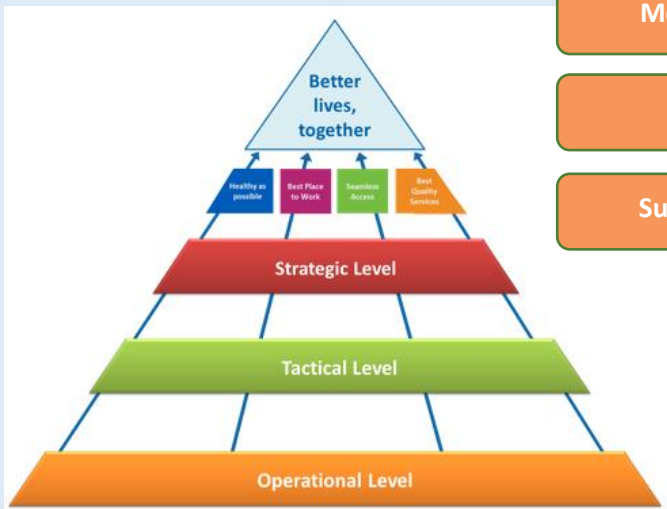 Better
lives,
together
Healthy as
possible
Best Place
to Work
Seamless
Access
Best
Quality
Services
Strategic Level
Tactical Level
Operational Level